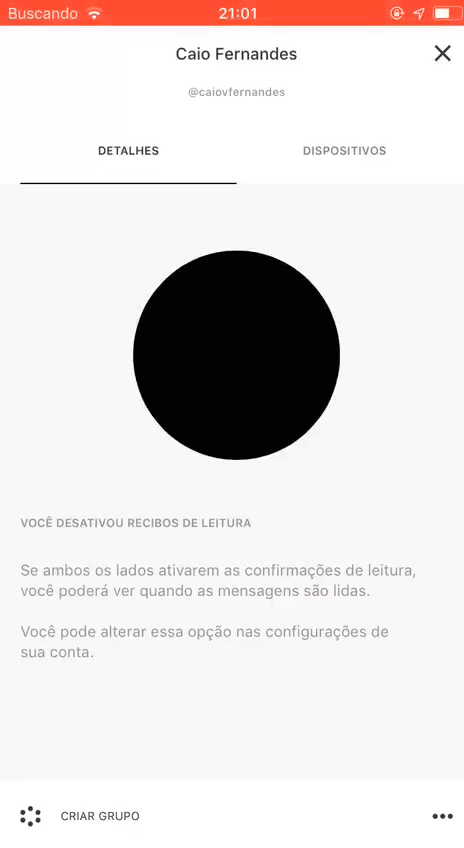 Buscando 21:01
Caio Fernandes
@caiovfernandes
DETALHES DISPOSITIVOS
VOCÊ DESATIVOU RECIBOS DE LEITURA
Se ambos os lados ativarem as confirmações de leitura,
você poderá ver quando as mensagens são lidas.
Você pode alterar essa opção nas configurações de
sua conta.
CRIAR GRUPO